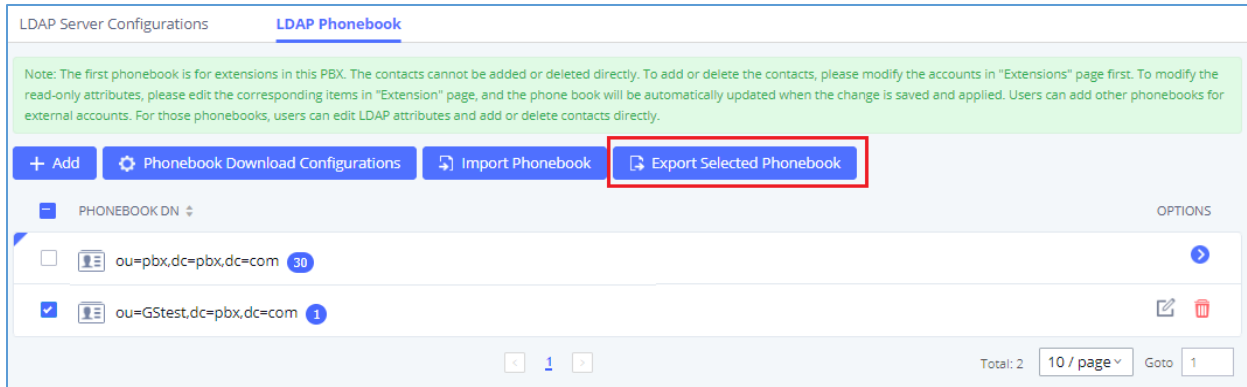 LDAP Server Configurations LDAP Phonebook
Note: The first phonebook is for extensions in this PBX. The contacts cannot be added or deleted directly. To add or delete the contacts, please modify the accounts in "Extensions" page first. To modify the
read-only attributes, please edit the corresponding items in "Extension" page, and the phone book will be automatically updated when the change is saved and applied. Users can add other phonebooks for
external accounts. For those phonebooks, users can edit LDAP attributes and add or delete contacts directly.
+ Add Phonebook Download Configurations Import Phonebook Export Selected Phonebook
PHONEBOOK DN OPTIONS
ou=pbx,dc=pbx,dc=com 30
ou=GStest,dc=pbx,dc=com 1
< 1 > Total: 2 10 / page Goto 1